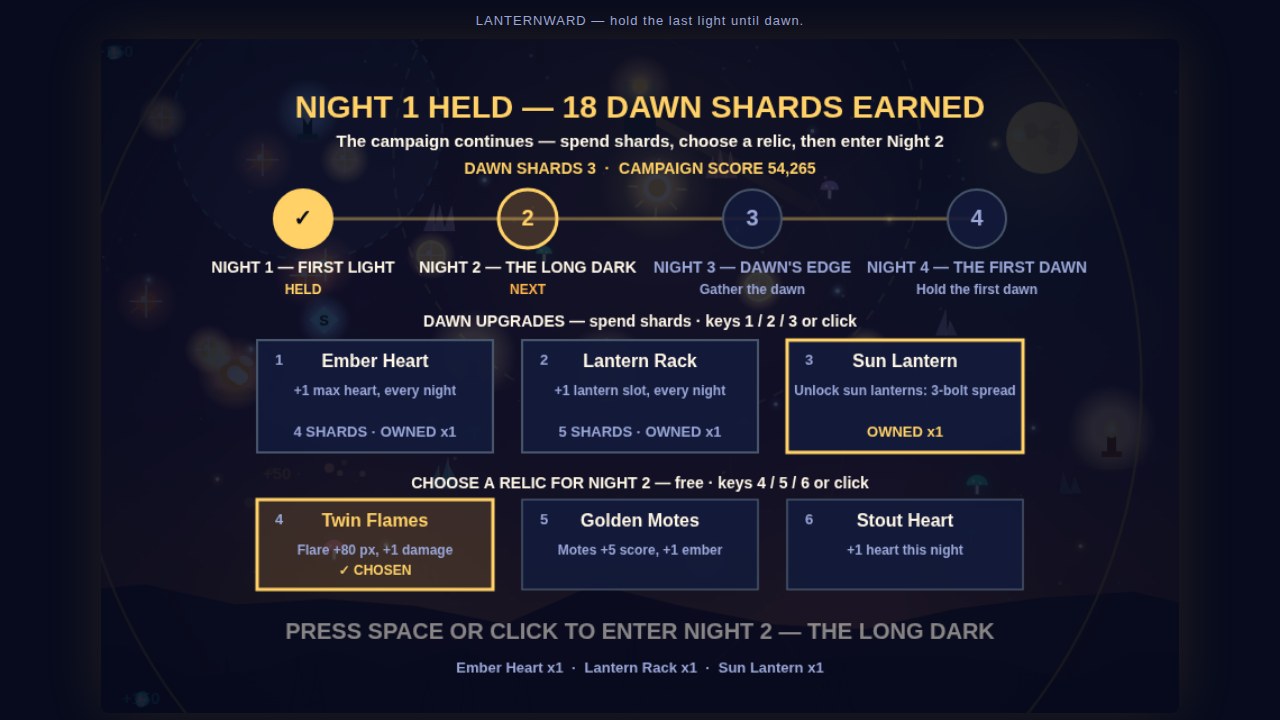 LANTERNWARD — hold the last light until dawn.
NIGHT 1 HELD — 18 DAWN SHARDS EARNED
The campaign continues — spend shards, choose a relic, then enter Night 2
DAWN SHARDS 3 · CAMPAIGN SCORE 54,265
✓ 2 3 4
NIGHT 1 — FIRST LIGHT NIGHT 2 — THE LONG DARK NIGHT 3 — DAWN'S EDGE NIGHT 4 — THE FIRST DAWN
HELD NEXT Gather the dawn Hold the first dawn
S
DAWN UPGRADES — spend shards · keys 1 / 2 / 3 or click
1 Ember Heart
+1 max heart, every night
4 SHARDS · OWNED x1
2 Lantern Rack
+1 lantern slot, every night
5 SHARDS · OWNED x1
3 Sun Lantern
Unlock sun lanterns: 3-bolt spread
OWNED x1
+50
CHOOSE A RELIC FOR NIGHT 2 — free · keys 4 / 5 / 6 or click
4 Twin Flames
Flare +80 px, +1 damage
✓ CHOSEN
5 Golden Motes
Motes +5 score, +1 ember
6 Stout Heart
+1 heart this night
PRESS SPACE OR CLICK TO ENTER NIGHT 2 — THE LONG DARK
Ember Heart x1 · Lantern Rack x1 · Sun Lantern x1